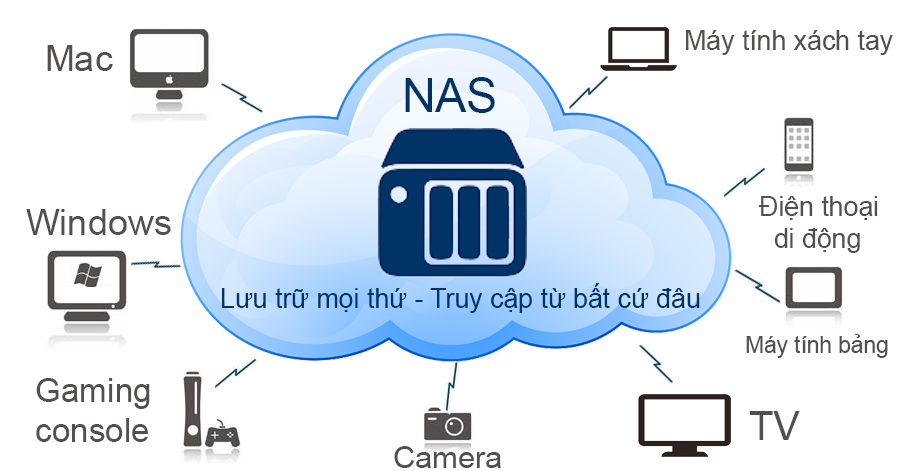 Mac
NAS
Máy tính xách tay
Windows
Điện thoại
di động
Lưu trữ mọi thứ - Truy cập từ bất cứ đâu
Máy tính bảng
Gaming
console
Camera
TV